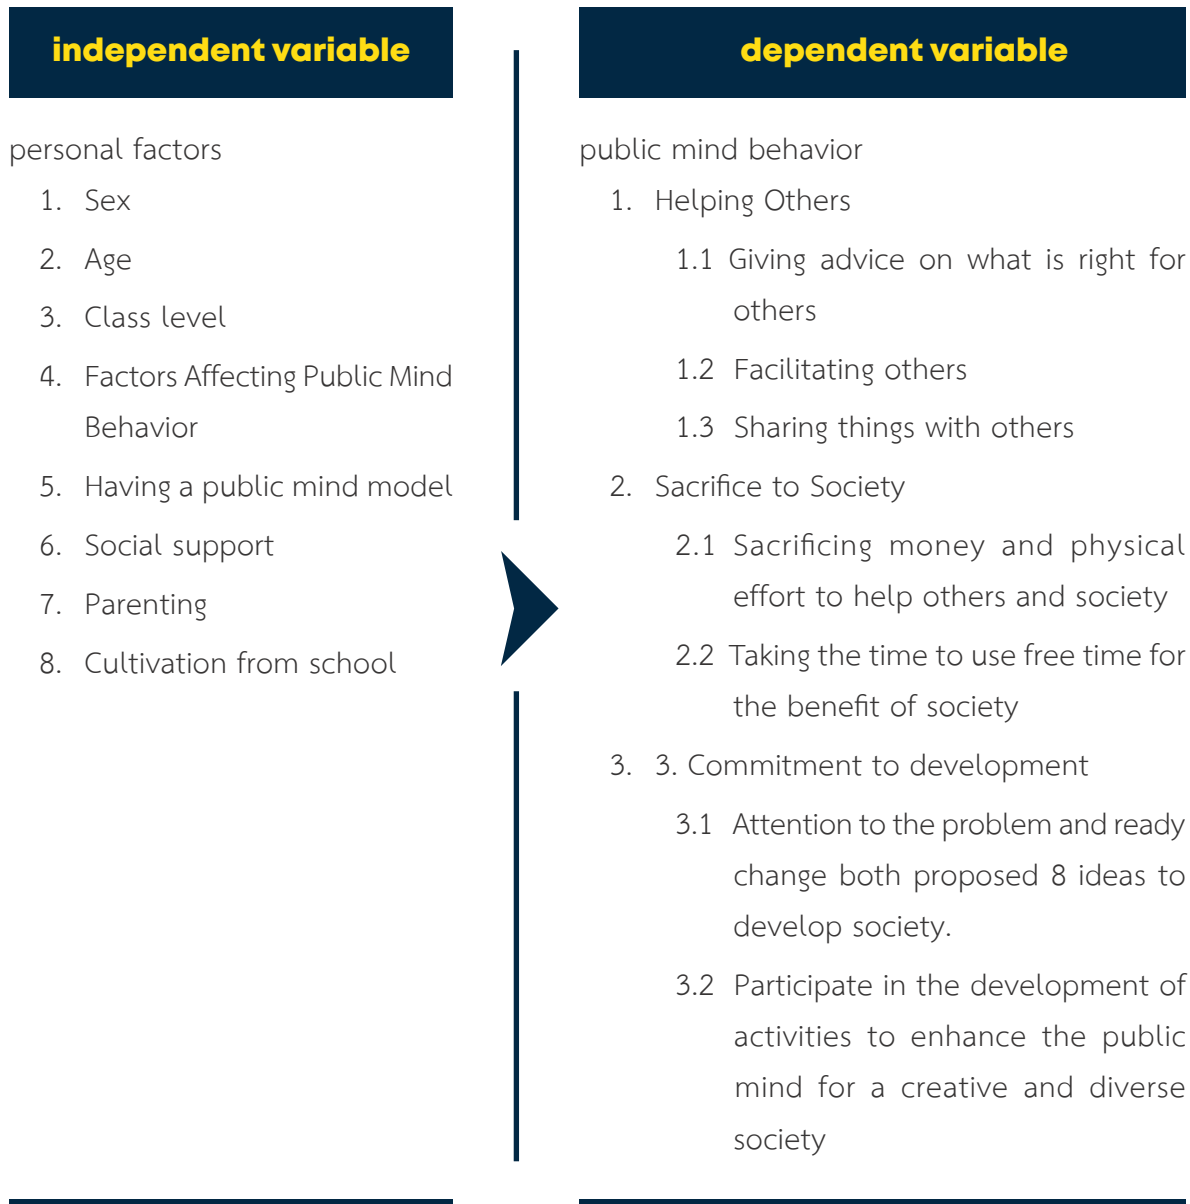 independent variable
personal factors
1. Sex
2. Age
3. Class level
4. Factors Affecting Public Mind
Behavior
5. Having a public mind model
6. Social support
7. Parenting
8. Cultivation from school
dependent variable
public mind behavior
1. Helping Others
1.1 Giving advice on what is right for
others
1.2 Facilitating others
1.3 Sharing things with others
2. Sacrifice to Society
2.1 Sacrificing money and physical
effort to help others and society
2.2 Taking the time to use free time for
the benefit of society
3. 3. Commitment to development
3.1 Attention to the problem and ready
change both proposed 8 ideas to
develop society.
3.2 Participate in the development of
activities to enhance the public
mind for a creative and diverse
society